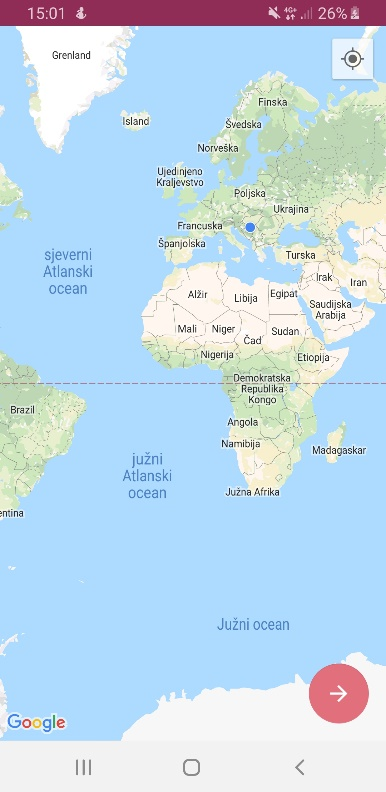 15:01
4G+
26%
Grenland
Island
Finska
Švedska
Norveška
Ujedinjeno
Kraljevstvo
Poljska
Ukrajina
Francuska
Španjolska
Turska
sjeverni
Atlanski
ocean
Irak
Iran
Alžir
Libija
Egipat
Saudijska
Arabija
Mali
Niger
Sudan
Čad
Nigerija
Etiopija
Demokratska
Republika
Kongo
Brazil
Angola
Namibija
Madagaskar
južni
Atlanski
ocean
Južna Afrika
entina
Južni ocean
Google